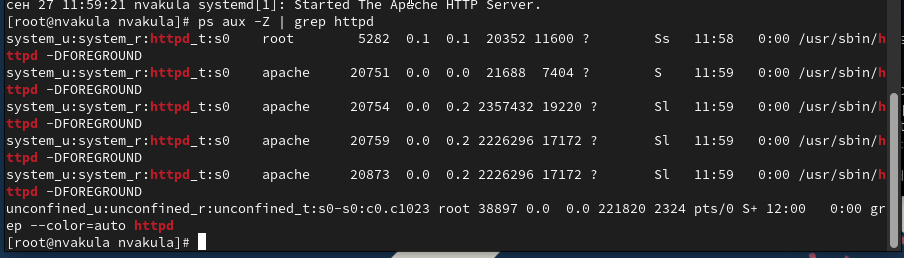 сен 27 11:59:21 nvakula systemd[1]: Started The Apache HTTP Server.
[root@nvakula nvakula]# ps aux -Z | grep httpd
system_u:system_r:httpd_t:s0    root        5282  0.1  0.1  20352 11600 ?        Ss   11:58   0:00 /usr/sbin/h
ttpd -DFOREGROUND
system_u:system_r:httpd_t:s0    apache     20751  0.0  0.0  21688  7404 ?        S    11:59   0:00 /usr/sbin/h
ttpd -DFOREGROUND
system_u:system_r:httpd_t:s0    apache     20754  0.0  0.2 2357432 19220 ?       Sl   11:59   0:00 /usr/sbin/h
ttpd -DFOREGROUND
system_u:system_r:httpd_t:s0    apache     20759  0.0  0.2 2226296 17172 ?       Sl   11:59   0:00 /usr/sbin/h
ttpd -DFOREGROUND
system_u:system_r:httpd_t:s0    apache     20873  0.0  0.2 2226296 17172 ?       Sl   11:59   0:00 /usr/sbin/h
ttpd -DFOREGROUND
unconfined_u:unconfined_r:unconfined_t:s0-s0:c0.c1023 root 38897 0.0  0.0 221820 2324 pts/0 S+ 12:00   0:00 gr
ep --color=auto httpd
[root@nvakula nvakula]#